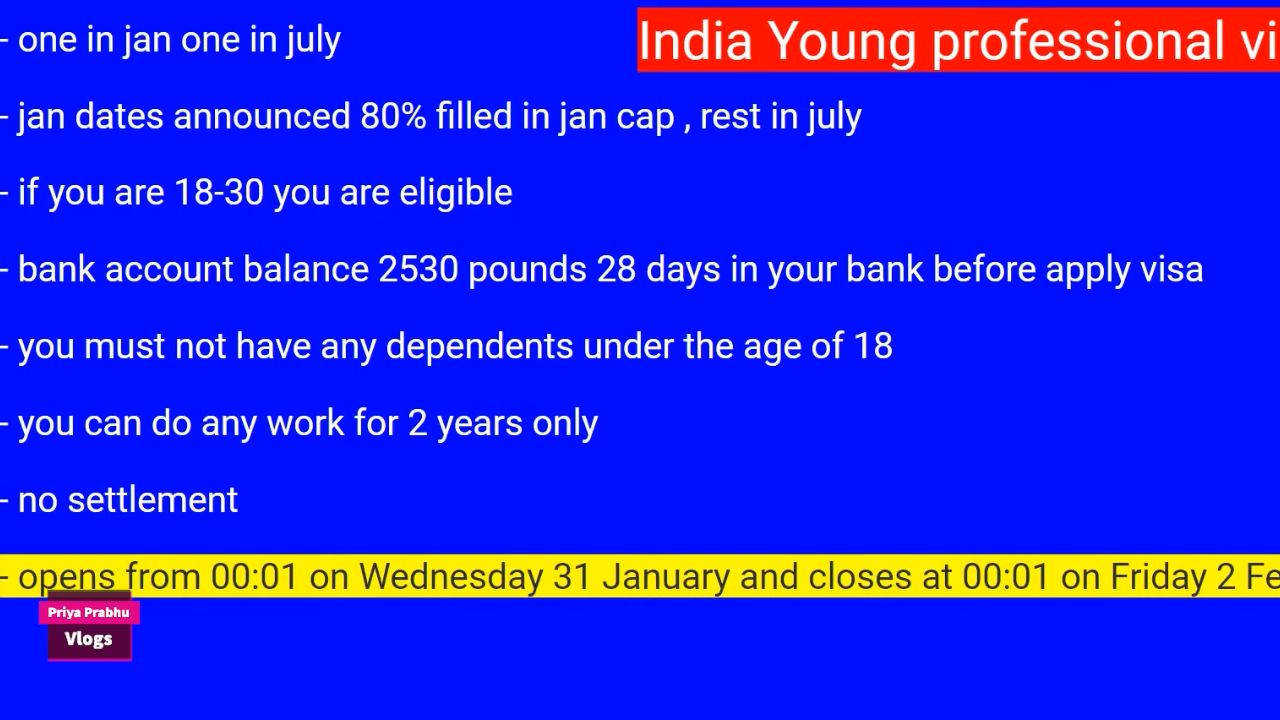 - one in jan one in july
India Young professional vi
- jan dates announced 80% filled in jan cap , rest in july
- if you are 18-30 you are eligible
- bank account balance 2530 pounds 28 days in your bank before apply visa
- you must not have any dependents under the age of 18
- you can do any work for 2 years only
- no settlement
- opens from 00:01 on Wednesday 31 January and closes at 00:01 on Friday 2 Fe
Priya Prabhu
Vlogs